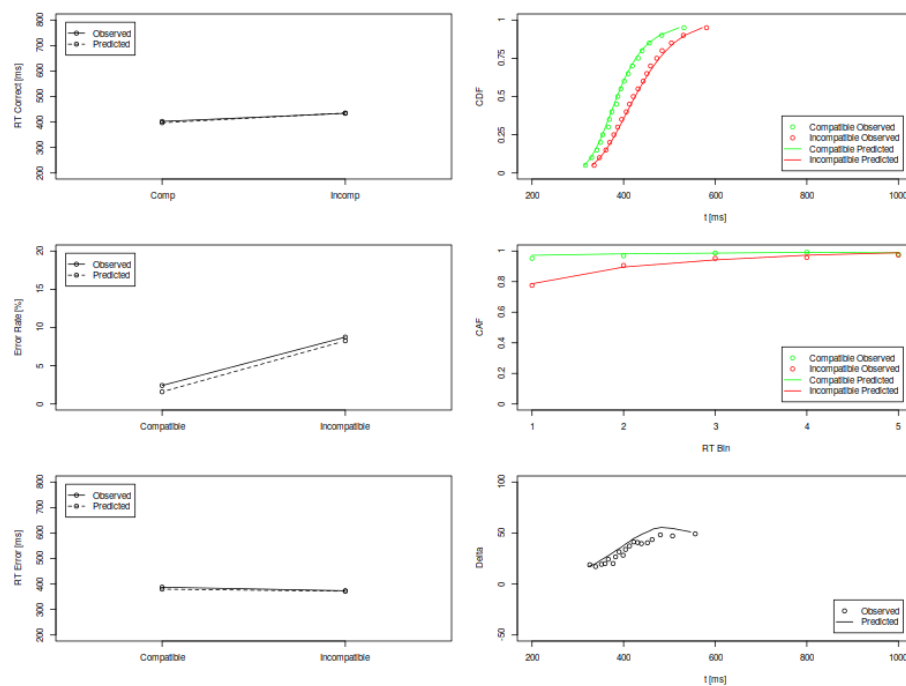 RT Correct [ms]
200 300 400 500 600 700 800
Observed
Predicted
Comp Incomp
CDF
0 0.25 0.5 0.75 1
Compatible Observed
Incompatible Observed
Compatible Predicted
Incompatible Predicted
200 400 600 800 1000
t [ms]
Error Rate [%]
0 5 10 15 20
Observed
Predicted
Compatible Incompatible
CAF
0 0.2 0.4 0.6 0.8 1
Compatible Observed
Incompatible Observed
Compatible Predicted
Incompatible Predicted
1 2 3 4 5
RT Bin
RT Error [ms]
200 300 400 500 600 700 800
Observed
Predicted
Compatible Incompatible
Delta
-50 0 50 100
Observed
Predicted
200 400 600 800 1000
t [ms]